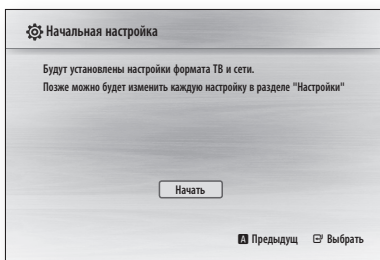 Начальная настройка
Будут установлены настройки формата ТВ и сети.
Позже можно будет изменить каждую настройку в разделе "Настройки"
Начать
A Предыдущ Выбрать